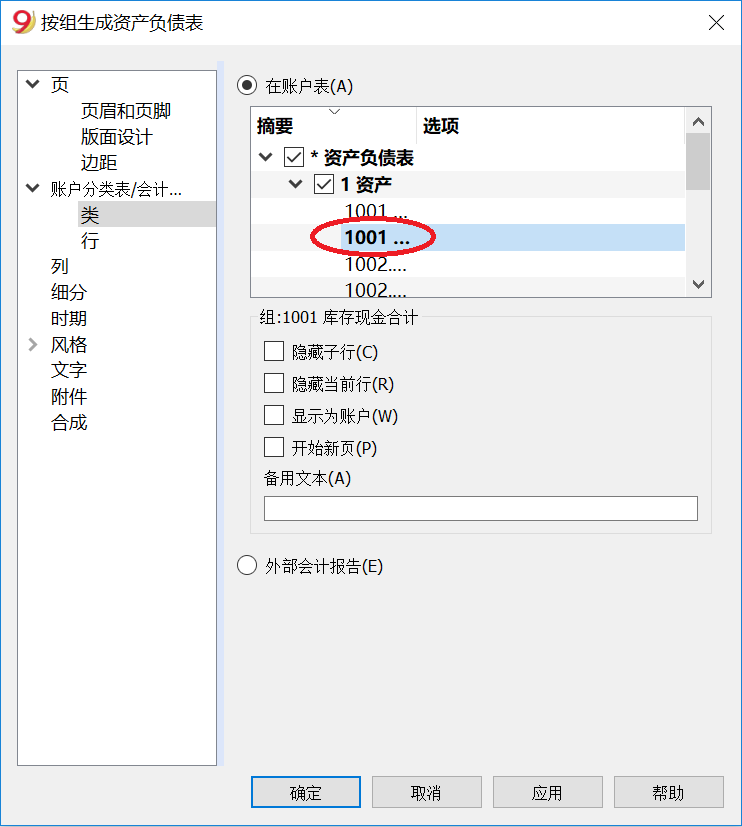 按组生成资产负债表
页
页眉和页脚
版面设计
边距
账户分类表/会计...
类
行
列
细分
时期
风格
文字
附件
合成
在账户表(A)
摘要 选项
* 资产负债表
1 资产
1001 ...
1001 ...
1002....
1002....
组:1001 库存现金合计
隐藏子行(C)
隐藏当前行(R)
显示为账户(W)
开始新页(P)
备用文本(A)
外部会计报告(E)
确定 取消 应用 帮助